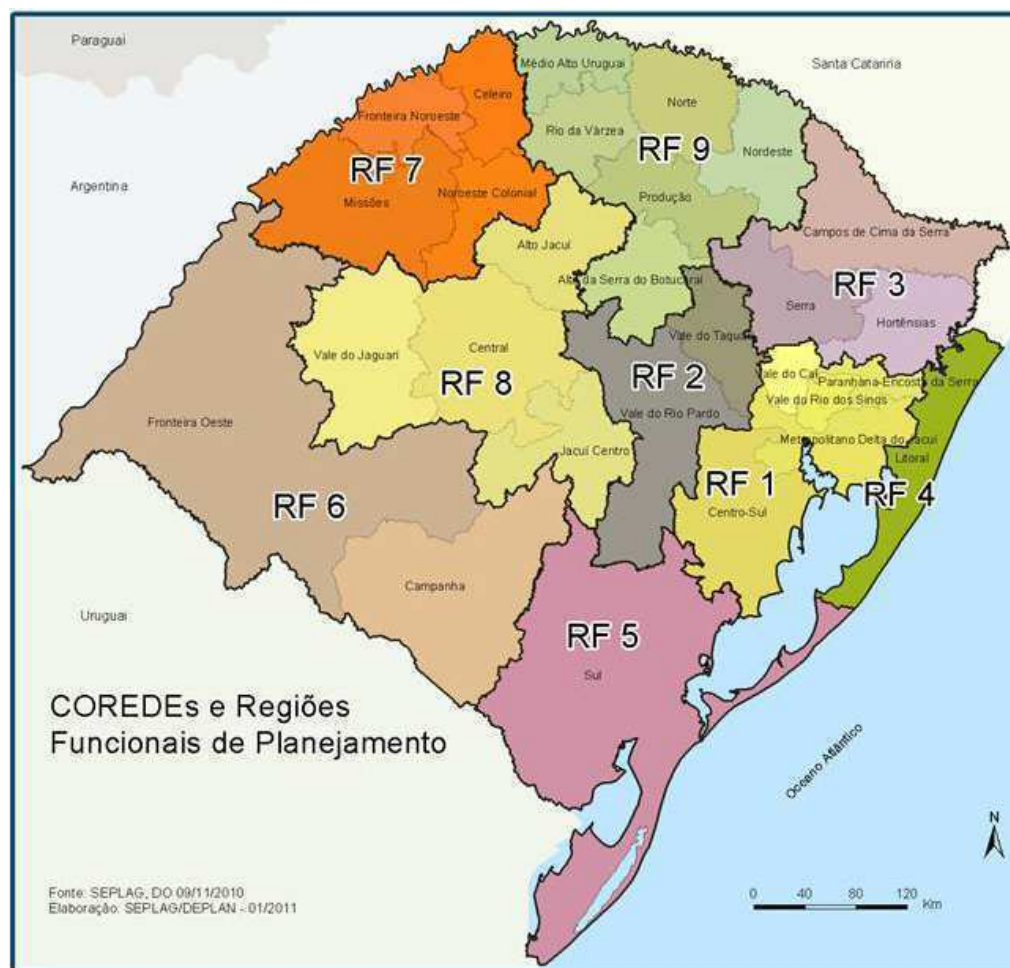 Paraguai
Santa Catarina
Argentina
Uruguai
Médio Alto Uruguai
Celeiro
Fronteira Noroeste
Norte
Rio da Várzea
RF 9
Nordeste
RF 7
Missões
Noroeste Colonial
Produção
Alto Jacuí
Campos de Cima da Serra
Alto da Serra do Botucaraí
RF 3
Serra
Hortênsias
Vale do Taquari
Vale do Jaguari
Central
RF 8
RF 2
Vale do Caí
Paranhana-Encosta da Serra
Vale do Rio dos Sinos
Vale do Rio Pardo
Fronteira Oeste
Metropolitano Delta do Jacuí
Jacuí Centro
Litoral
RF 6
RF 1
RF 4
Centro-Sul
Campanha
RF 5
Sul
COREDEs e Regiões
Funcionais de Planejamento
Oceano Atlântico
N
Fonte: SEPLAG, DO 09/11/2010
Elaboração: SEPLAG/DEPLAN - 01/2011
0 40 80 120
Km